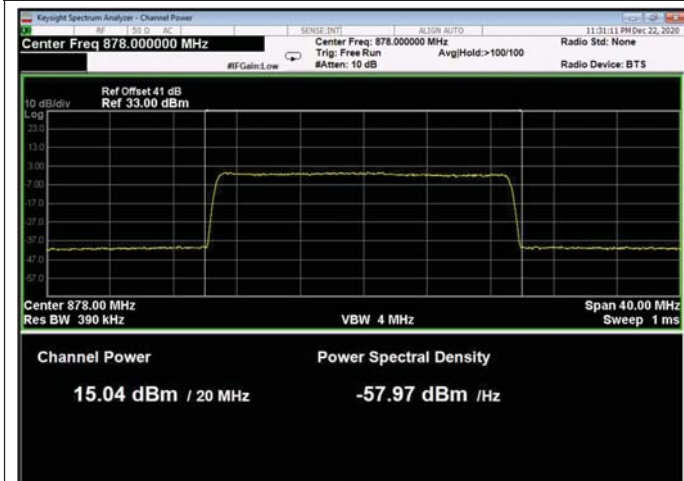 Keysight Spectrum Analyzer - Channel Power
RF 50 Ω AC SENSE:INT ALIGN AUTO 11:31:11 PM Dec 22, 2020
Center Freq 878.000000 MHz Center Freq: 878.000000 MHz Radio Std: None
Trig: Free Run Avg|Hold:>100/100
#IFGain:Low #Atten: 10 dB Radio Device: BTS
Ref Offset 41 dB
10 dB/div Ref 33.00 dBm
Log
23.0
13.0
3.00
-7.00
-17.0
-27.0
-37.0
-47.0
-57.0
Center 878.00 MHz Span 40.00 MHz
Res BW 390 kHz VBW 4 MHz Sweep 1 ms
Channel Power Power Spectral Density
15.04 dBm / 20 MHz -57.97 dBm /Hz